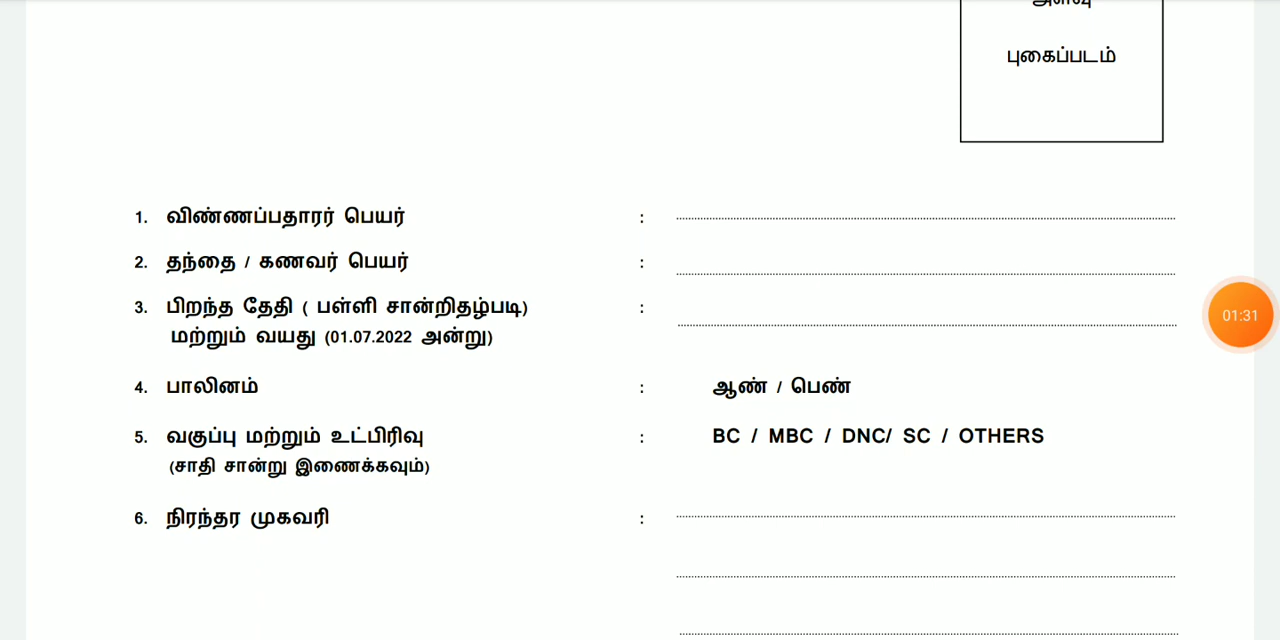 அளவு
புகைப்படம்
1. விண்ணப்பதாரர் பெயர் : 
2. தந்தை / கணவர் பெயர் :
3. பிறந்த தேதி ( பள்ளி சான்றிதழ்படி) :
மற்றும் வயது (01.07.2022 அன்று)
01:31
4. பாலினம் : ஆண் / பெண்
5. வகுப்பு மற்றும் உட்பிரிவு : BC / MBC / DNC/ SC / OTHERS
(சாதி சான்று இணைக்கவும்)
6. நிரந்தர முகவரி :